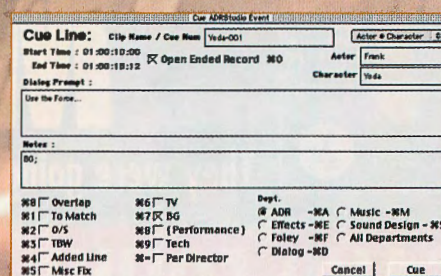 Cue ADRStudio Event
Cue Line: Clip Name / Cue Num Yoda-001 Actor & Character
Start Time : 01:00:10:00 Open Ended Record ⌘O Actor Frank
End Time : 01:00:18:12 Character Yoda
Dialog Prompt :
Use the Force...
Notes :
BG;
⌘8 Overlap ⌘6 TV Dept.
⌘1 To Match ⌘7 BG ADR -⌘A Music -⌘M
⌘2 O/S ⌘8 (Performance) Effects -⌘E Sound Design -⌘S
⌘3 TBW ⌘9 Tech Foley -⌘F All Departments
⌘4 Added Line ⌘= Per Director Dialog -⌘D
⌘5 Misc Fix Cancel Cue